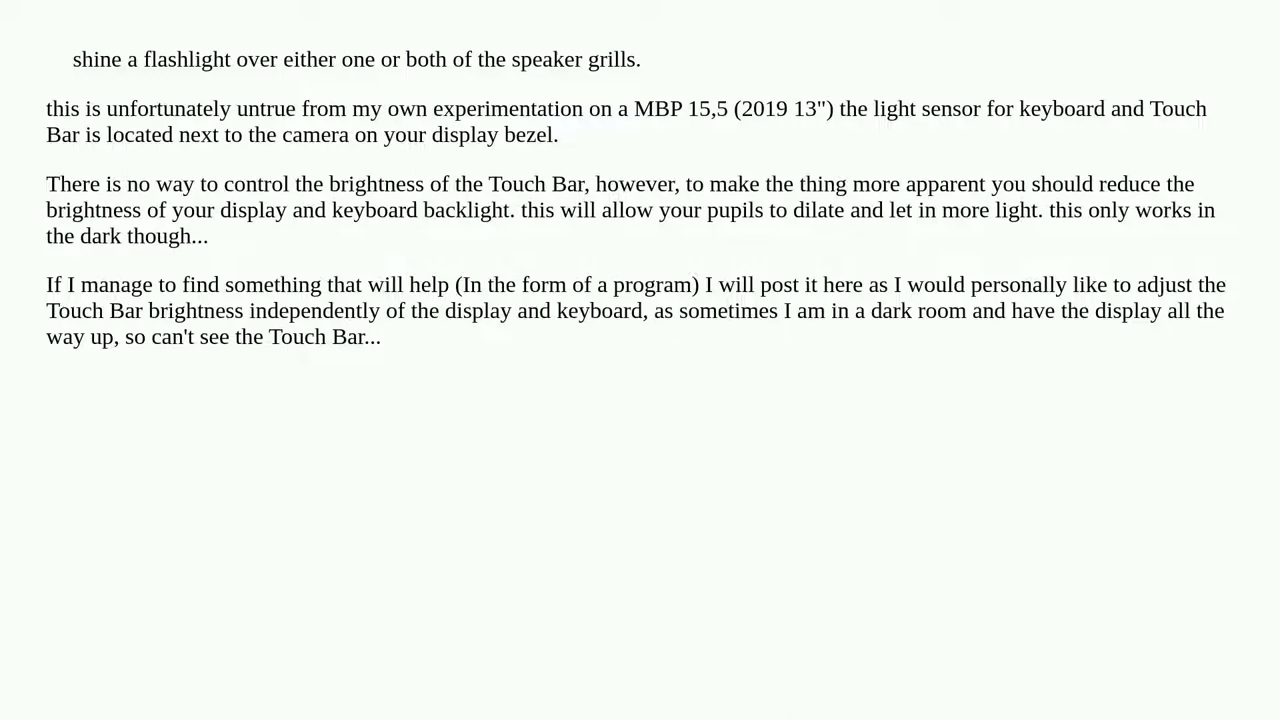 shine a flashlight over either one or both of the speaker grills.
this is unfortunately untrue from my own experimentation on a MBP 15,5 (2019 13") the light sensor for keyboard and Touch
Bar is located next to the camera on your display bezel.
There is no way to control the brightness of the Touch Bar, however, to make the thing more apparent you should reduce the
brightness of your display and keyboard backlight. this will allow your pupils to dilate and let in more light. this only works in
the dark though...
If I manage to find something that will help (In the form of a program) I will post it here as I would personally like to adjust the
Touch Bar brightness independently of the display and keyboard, as sometimes I am in a dark room and have the display all the
way up, so can't see the Touch Bar...